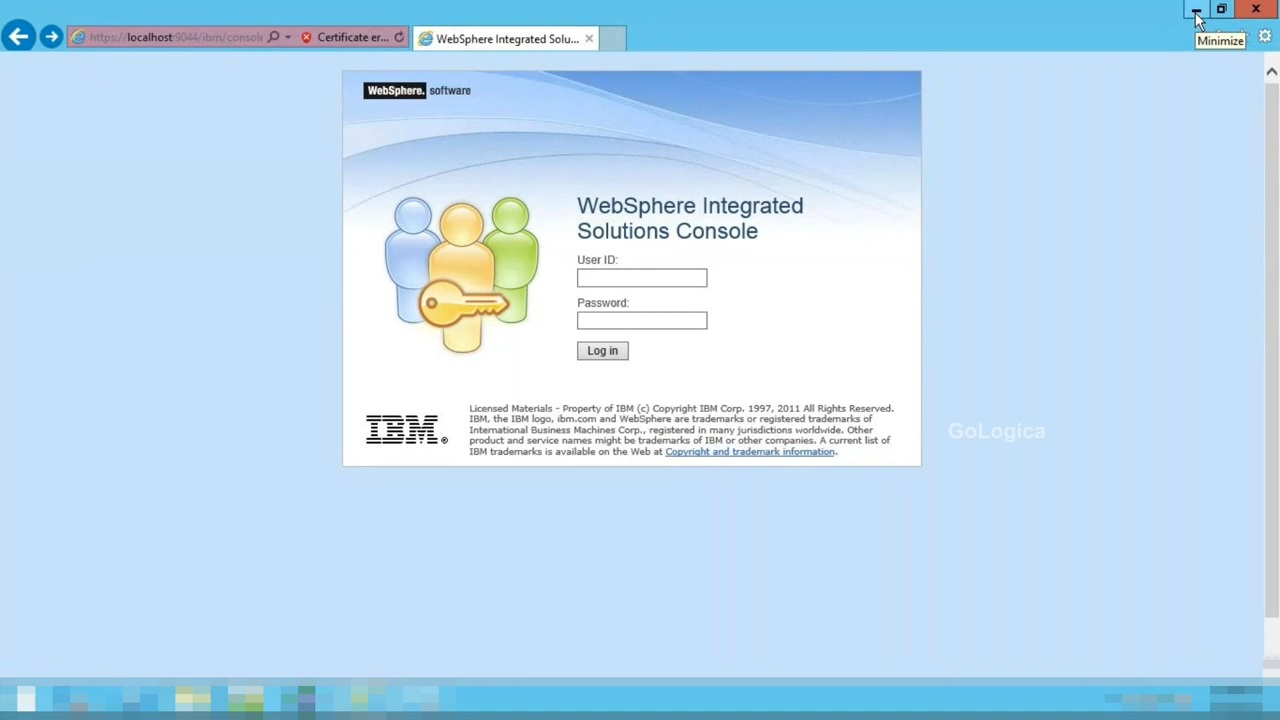 Minimize
https://localhost:9044/ibm/console
Certificate er...
WebSphere Integrated Solu...
WebSphere. software
WebSphere Integrated
Solutions Console
User ID:
Password:
Log in
IBM®
Licensed Materials - Property of IBM (c) Copyright IBM Corp. 1997, 2011 All Rights Reserved.
IBM, the IBM logo, ibm.com and WebSphere are trademarks or registered trademarks of
International Business Machines Corp., registered in many jurisdictions worldwide. Other
product and service names might be trademarks of IBM or other companies. A current list of
IBM trademarks is available on the Web at Copyright and trademark information.
GoLogica